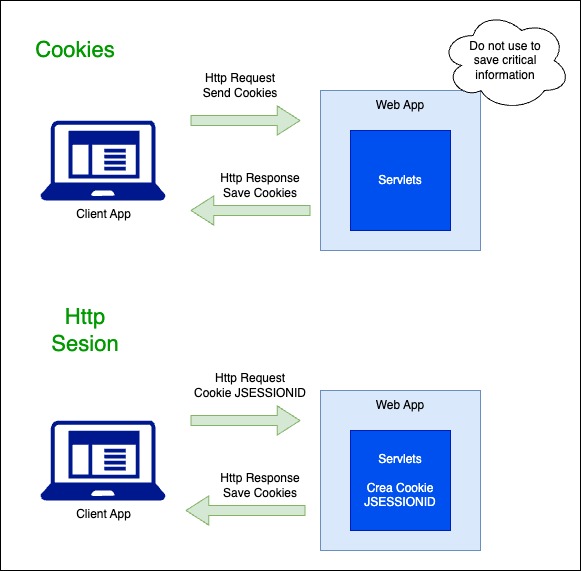 Cookies
Do not use to
save critical
information
Http Request
Send Cookies
Web App
Servlets
Http Response
Save Cookies
Client App
Http
Sesion
Http Request
Cookie JSESSIONID
Web App
Servlets
Crea Cookie
JSESSIONID
Http Response
Save Cookies
Client App